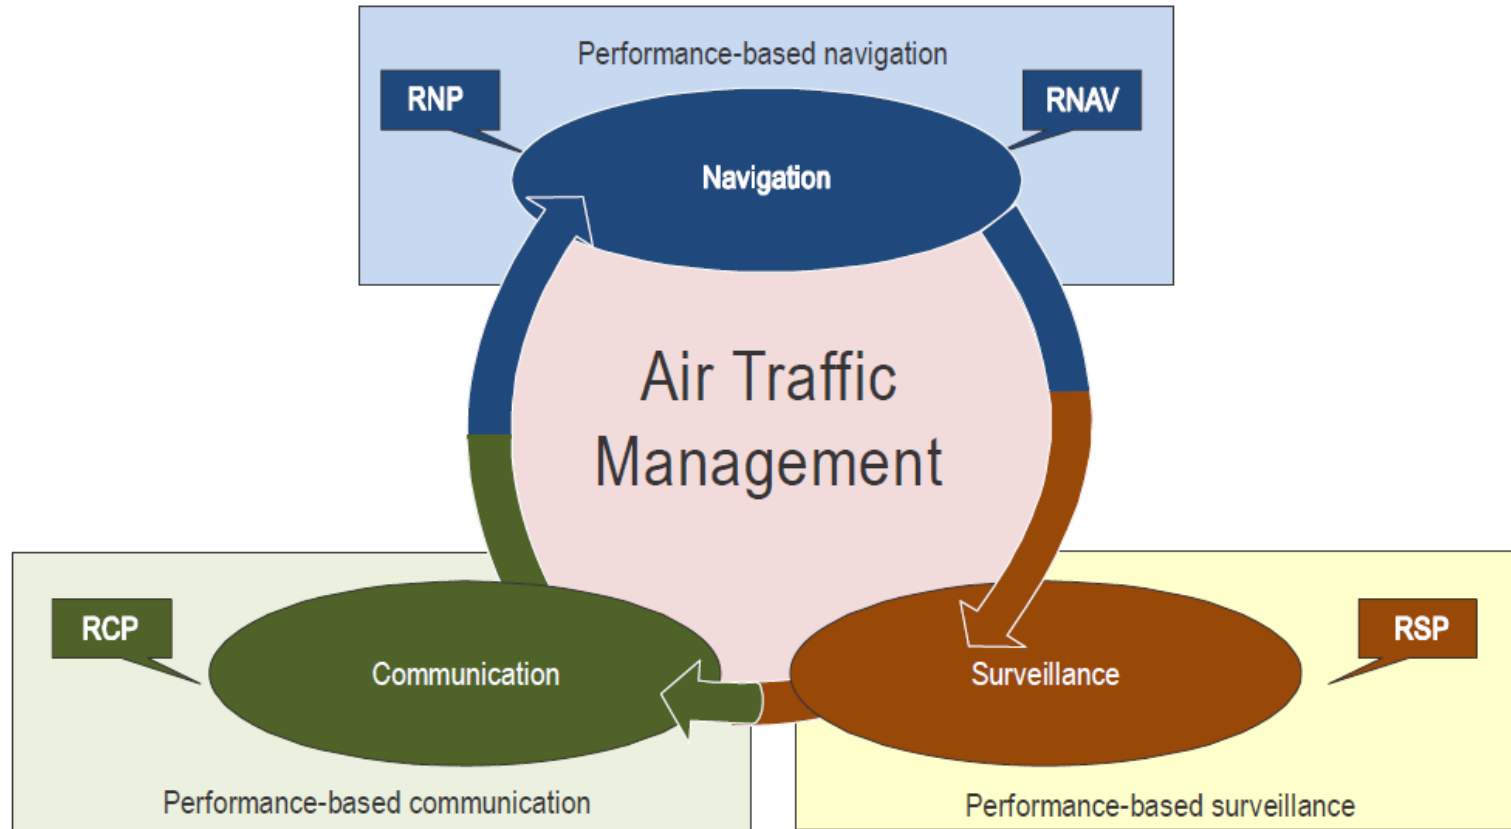 Performance-based navigation
RNP
RNAV
Navigation
Air Traffic
Management
RCP
RSP
Communication
Surveillance
Performance-based communication
Performance-based surveillance